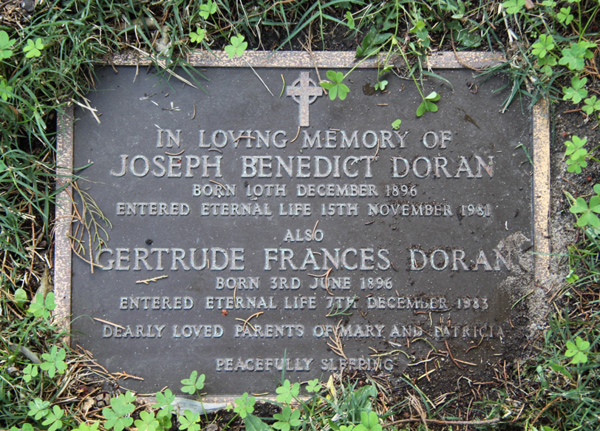 IN LOVING MEMORY OF
JOSEPH BENEDICT DORAN
BORN 10TH DECEMBER 1896
ENTERED ETERNAL LIFE 15TH NOVEMBER 1981
ALSO
GERTRUDE FRANCES DORAN
BORN 3RD JUNE 1896
ENTERED ETERNAL LIFE 7TH DECEMBER 1983
DEARLY LOVED PARENTS OF MARY AND PATRICIA
PEACEFULLY SLEEPING